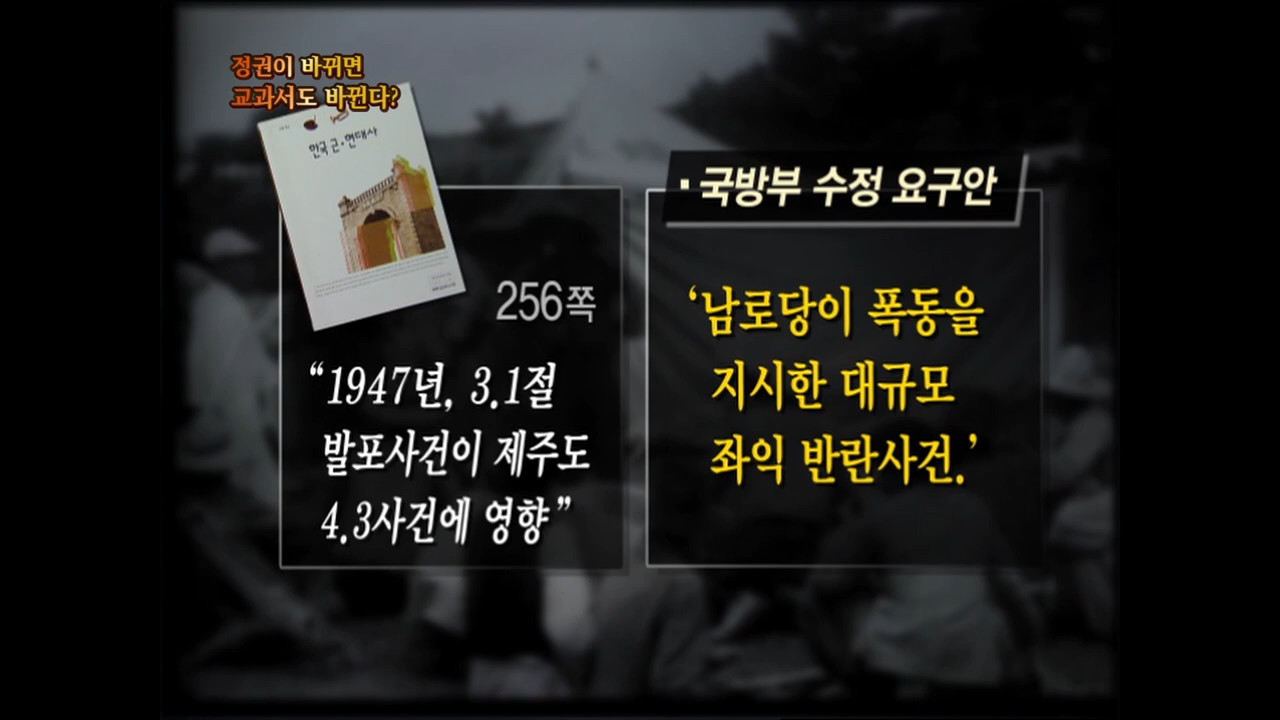 정권이 바뀌면
교과서도 바뀐다?
한국 근·현대사
256쪽
“1947년, 3.1절
발포사건이 제주도
4.3사건에 영향”
· 국방부 수정 요구안
‘남로당이 폭동을
지시한 대규모
좌익 반란사건.’